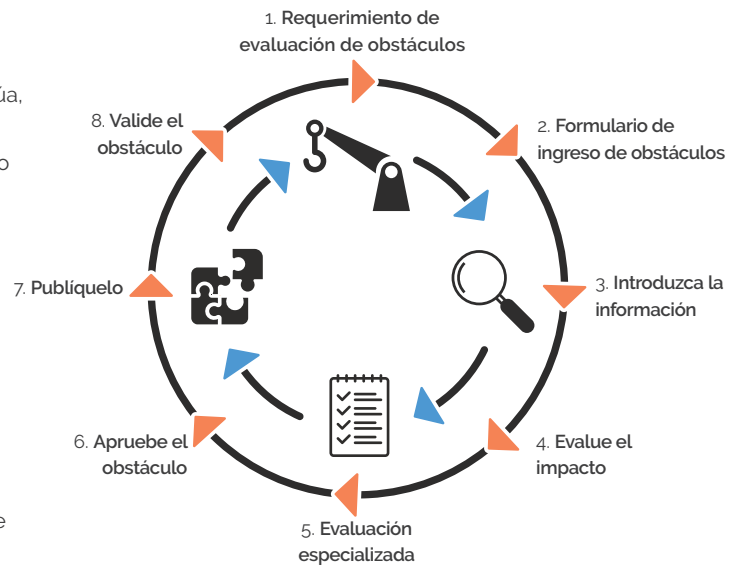 1. Requerimiento de
evaluación de obstáculos
2. Formulario de
ingreso de obstáculos
3. Introduzca la
información
4. Evalue el
impacto
5. Evaluación
especializada
6. Apruebe el
obstáculo
7. Publíquelo
8. Valide el
obstáculo